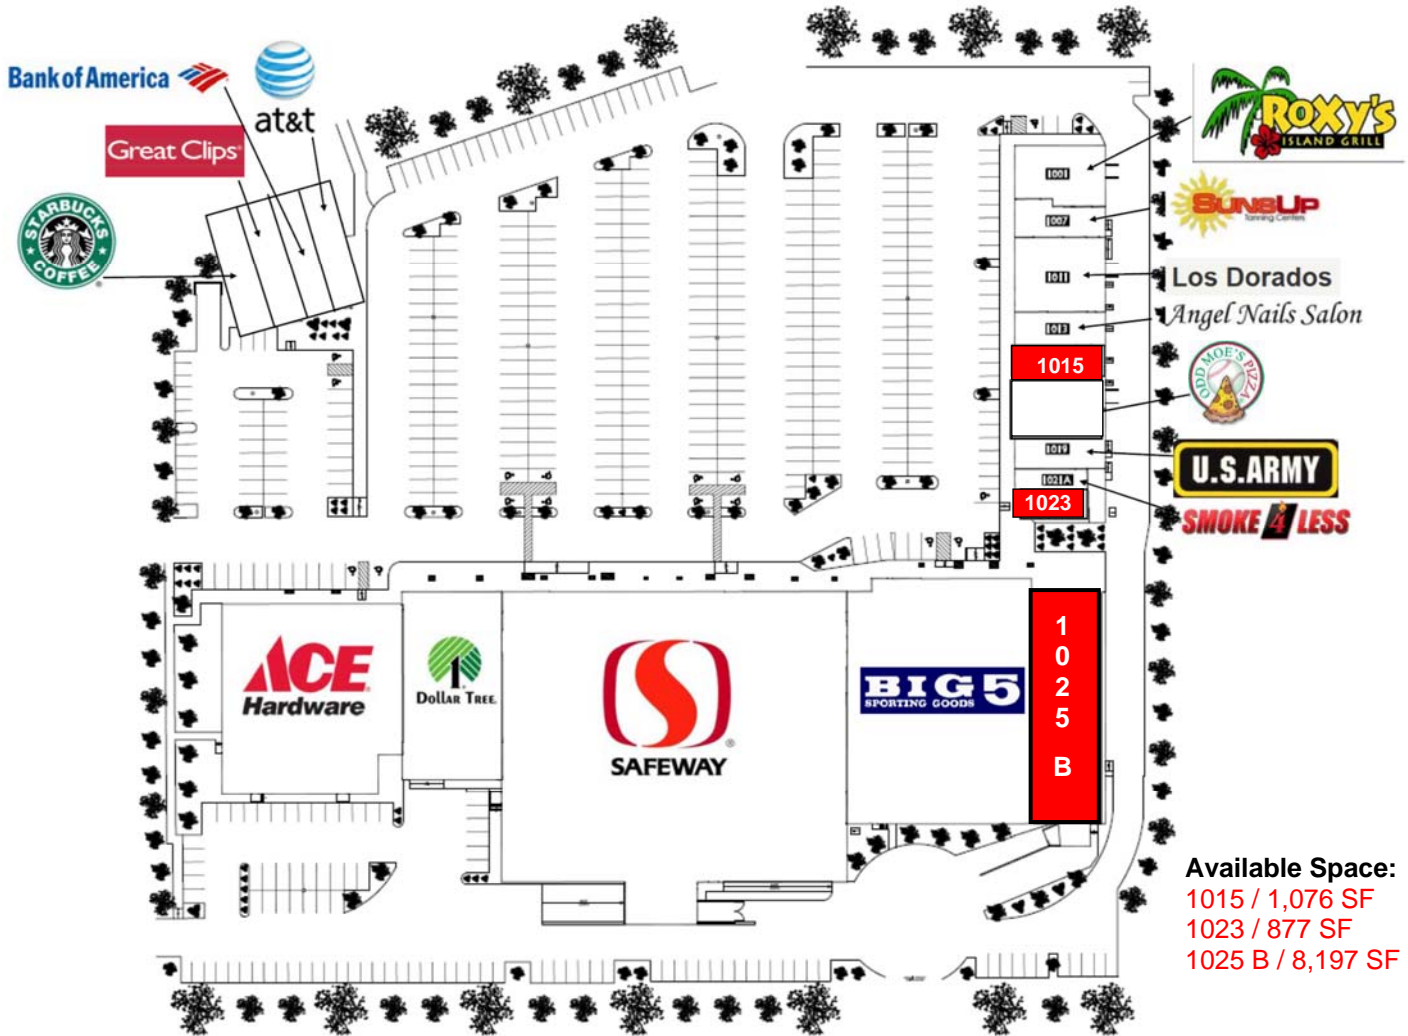 Bank of America
at&t
Great Clips®
STARBUCKS
COFFEE
®
RoXy's
ISLAND GRILL
1001
SUNSUP
Tanning Centers
1007
Los Dorados
1011
Angel Nails Salon
1013
1015
ODD MOE'S PIZZA
1019
U.S.ARMY
1021A
SMOKE 4 LESS
1023
ACE
Hardware
1
DOLLAR TREE
SAFEWAY
®
BIG 5
SPORTING GOODS
1
0
2
5
B
Available Space:
1015 / 1,076 SF
1023 / 877 SF
1025 B / 8,197 SF